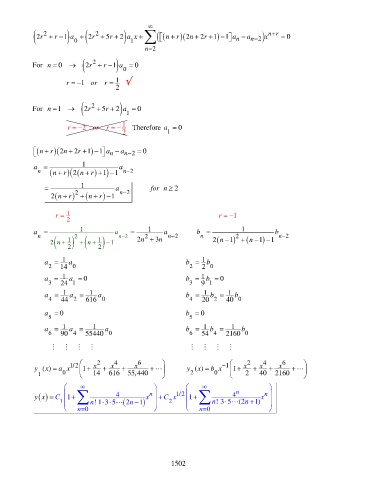 (2r² + r − 1)a₀ + (2r² + 5r + 2)a₁x + ∑_{n=2}^{∞} ([(n + r)(2n + 2r + 1) − 1]aₙ − aₙ₋₂)x^{n+r} = 0
For n = 0 → (2r² + r − 1)a₀ = 0
r = −1 or r = 1/2 √
For n = 1 → (2r² + 5r + 2)a₁ = 0
Therefore a₁ = 0
[(n + r)(2n + 2r + 1) − 1]aₙ − aₙ₋₂ = 0
aₙ = 1/((n + r)(2(n + r) + 1) − 1) aₙ₋₂
= 1/(2(n + r)² + (n + r) − 1) aₙ₋₂ for n ≥ 2
r = 1/2 r = −1
aₙ = 1/(2(n + 1/2)² + (n + 1/2) − 1) aₙ₋₂ = 1/(2n² + 3n) aₙ₋₂ bₙ = 1/(2(n − 1)² + (n − 1) − 1) bₙ₋₂
a₂ = 1/14 a₀ b₂ = 1/2 b₀
a₃ = 1/24 a₁ = 0 b₃ = 1/9 b₁ = 0
a₄ = 1/44 a₂ = 1/616 a₀ b₄ = 1/20 b₂ = 1/40 b₀
a₅ = 0 b₅ = 0
a₆ = 1/90 a₄ = 1/55440 a₀ b₆ = 1/54 b₄ = 1/2160 b₀
⋮ ⋮ ⋮ ⋮ ⋮ ⋮ ⋮ ⋮
y₁(x) = a₀x^{1/2}(1 + x²/14 + x⁴/616 + x⁶/55,440 + ⋯) y₂(x) = b₀x⁻¹(1 + x²/2 + x⁴/40 + x⁶/2160 + ⋯)
y(x) = C₁(1 + ∑_{n=0}^{∞} 4/(n! 1·3·5⋯(2n − 1)) xⁿ) + C₂x^{1/2}(1 + ∑_{n=0}^{∞} 4ⁿ/(n! 3·5⋯(2n + 1)) xⁿ)
1502